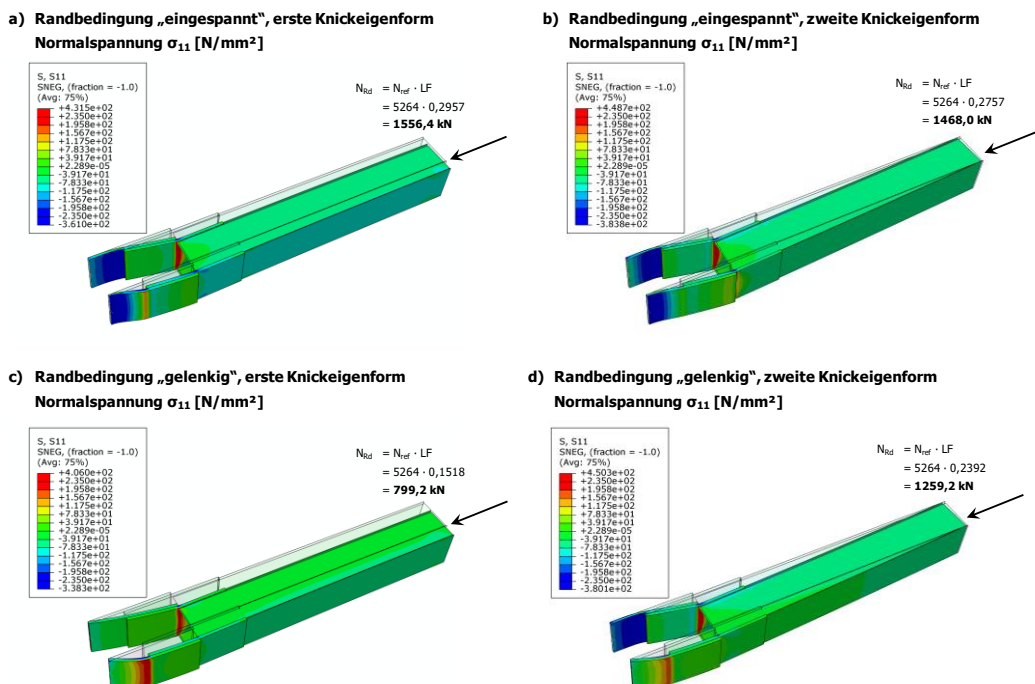 a) Randbedingung „eingespannt“, erste Knickeigenform
Normalspannung σ₁₁ [N/mm²]
S, S11
SNEG, (fraction = -1.0)
(Avg: 75%)
+4.315e+02
+2.350e+02
+1.958e+02
+1.567e+02
+1.175e+02
+7.833e+01
+3.917e+01
+2.289e-05
-3.917e+01
-7.833e+01
-1.175e+02
-1.567e+02
-1.958e+02
-2.350e+02
-3.610e+02
N_Rd = N_ref · LF
= 5264 · 0,2957
= 1556,4 kN
b) Randbedingung „eingespannt“, zweite Knickeigenform
Normalspannung σ₁₁ [N/mm²]
S, S11
SNEG, (fraction = -1.0)
(Avg: 75%)
+4.487e+02
+2.350e+02
+1.958e+02
+1.567e+02
+1.175e+02
+7.833e+01
+3.917e+01
+2.289e-05
-3.917e+01
-7.833e+01
-1.175e+02
-1.567e+02
-1.958e+02
-2.350e+02
-3.838e+02
N_Rd = N_ref · LF
= 5264 · 0,2757
= 1468,0 kN
c) Randbedingung „gelenkig“, erste Knickeigenform
Normalspannung σ₁₁ [N/mm²]
S, S11
SNEG, (fraction = -1.0)
(Avg: 75%)
+4.060e+02
+2.350e+02
+1.958e+02
+1.567e+02
+1.175e+02
+7.833e+01
+3.917e+01
+2.289e-05
-3.917e+01
-7.833e+01
-1.175e+02
-1.567e+02
-1.958e+02
-2.350e+02
-3.383e+02
N_Rd = N_ref · LF
= 5264 · 0,1518
= 799,2 kN
d) Randbedingung „gelenkig“, zweite Knickeigenform
Normalspannung σ₁₁ [N/mm²]
S, S11
SNEG, (fraction = -1.0)
(Avg: 75%)
+4.503e+02
+2.350e+02
+1.958e+02
+1.567e+02
+1.175e+02
+7.833e+01
+3.917e+01
+2.289e-05
-3.917e+01
-7.833e+01
-1.175e+02
-1.567e+02
-1.958e+02
-2.350e+02
-3.801e+02
N_Rd = N_ref · LF
= 5264 · 0,2392
= 1259,2 kN